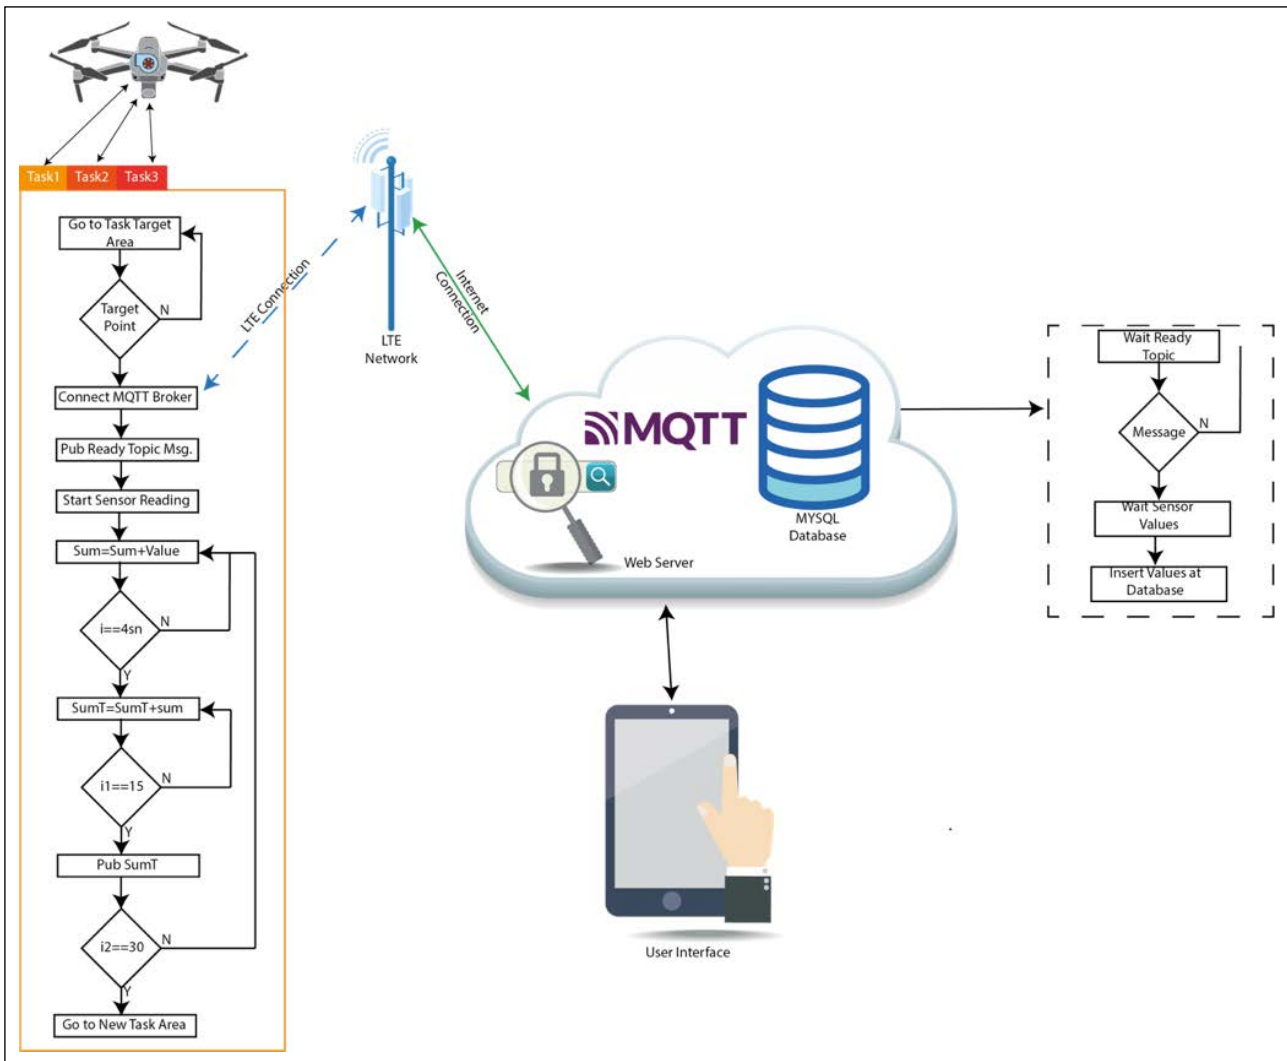 Task1 Task2 Task3
Go to Task Target
Area
Target
Point
N
Connect MQTT Broker
Pub Ready Topic Msg.
Start Sensor Reading
Sum=Sum+Value
i==4sn
N
Y
SumT=SumT+sum
i1==15
N
Y
Pub SumT
i2==30
N
Y
Go to New Task Area
LTE Connection
LTE
Network
Internet
Connection
MQTT
MYSQL
Database
Web Server
User Interface
Wait Ready
Topic
Message
N
Wait Sensor
Values
Insert Values at
Database